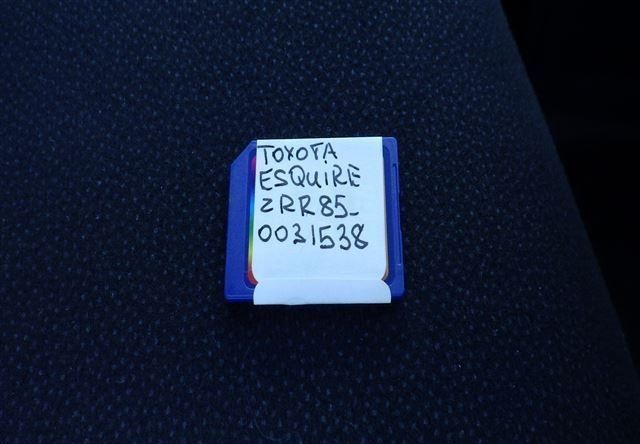 TOYOTA
ESQUIRE
ZRR85-
0031538